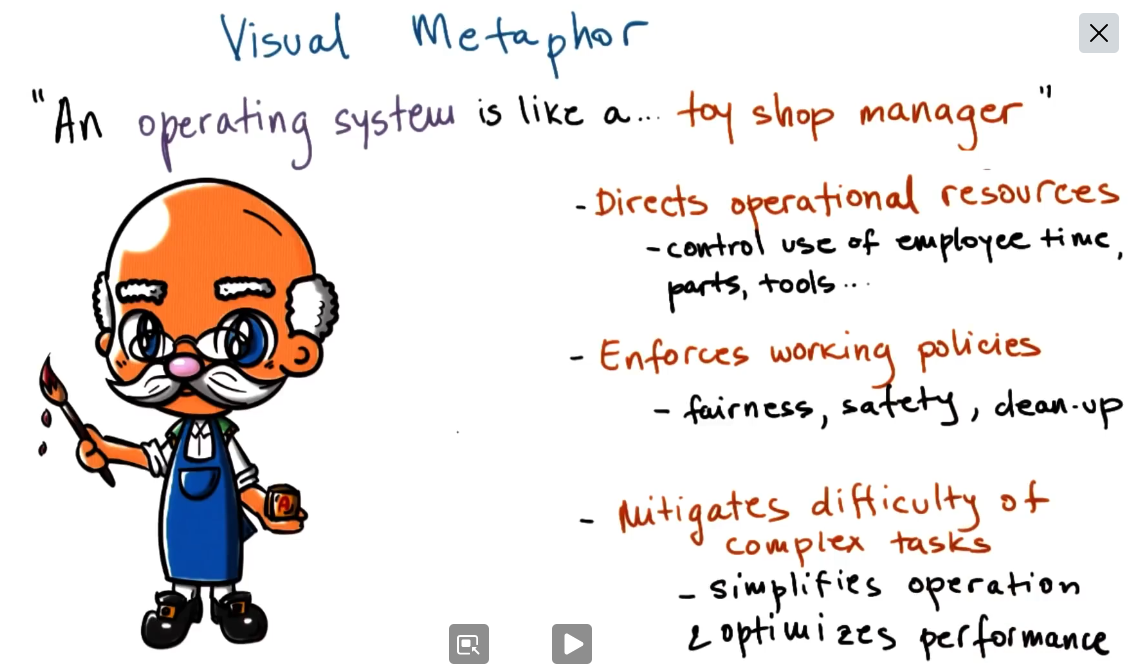 Visual Metaphor
"An operating system is like a... toy shop manager"
- Directs operational resources
- control use of employee time,
parts, tools...
- Enforces working policies
- fairness, safety, clean-up
- Mitigates difficulty of
complex tasks
- simplifies operation
& optimizes performance
A